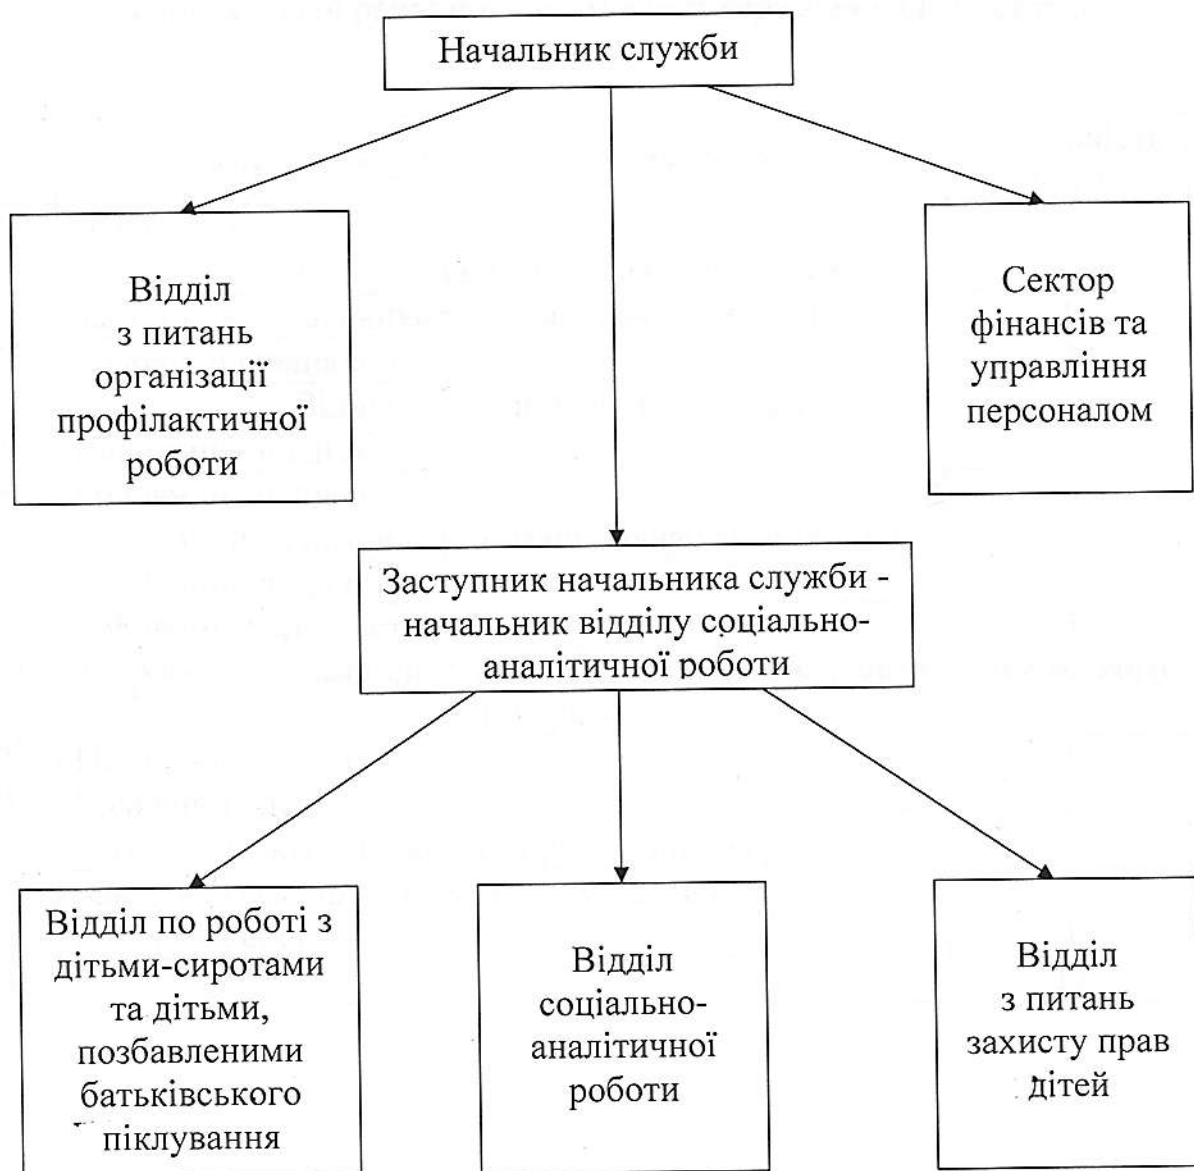 Начальник служби
Відділ
з питань
організації
профілактичної
роботи
Сектор
фінансів та
управління
персоналом
Заступник начальника служби -
начальник відділу соціально-
аналітичної роботи
Відділ по роботі з
дітьми-сиротами
та дітьми,
позбавленими
батьківського
піклування
Відділ
соціально-
аналітичної
роботи
Відділ
з питань
захисту прав
дітей